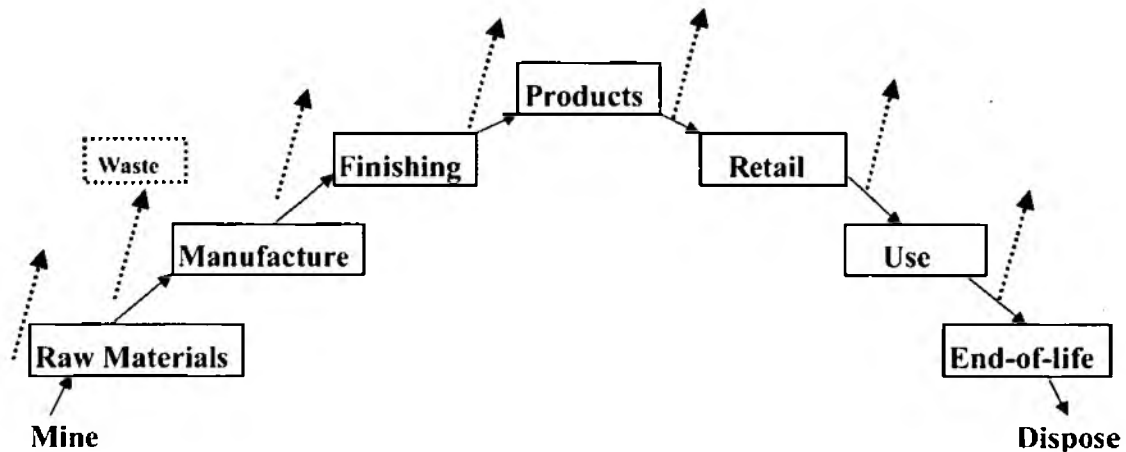 Products
Finishing
Retail
Waste
Manufacture
Use
Raw Materials
End-of-life
Mine
Dispose